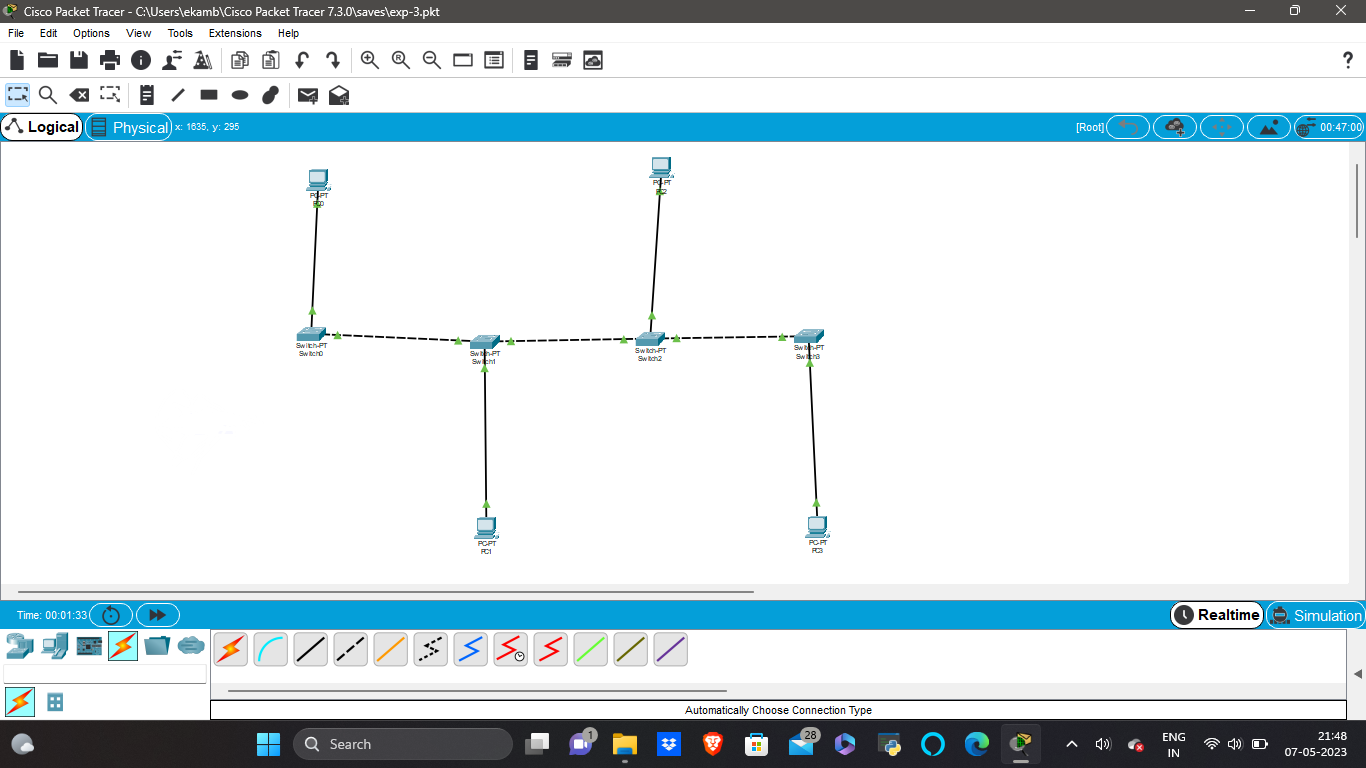 Cisco Packet Tracer - C:\Users\ekamb\Cisco Packet Tracer 7.3.0\saves\exp-3.pkt
File Edit Options View Tools Extensions Help
Logical Physical x: 1635, y: 295 [Root] 00:47:00
PC-PT
PC0
PC-PT
PC2
Switch-PT
Switch0
Switch-PT
Switch1
Switch-PT
Switch2
Switch-PT
Switch3
PC-PT
PC1
PC-PT
PC3
Time: 00:01:33 Realtime Simulation
Automatically Choose Connection Type
Search
1
28
ENG
IN
21:48
07-05-2023